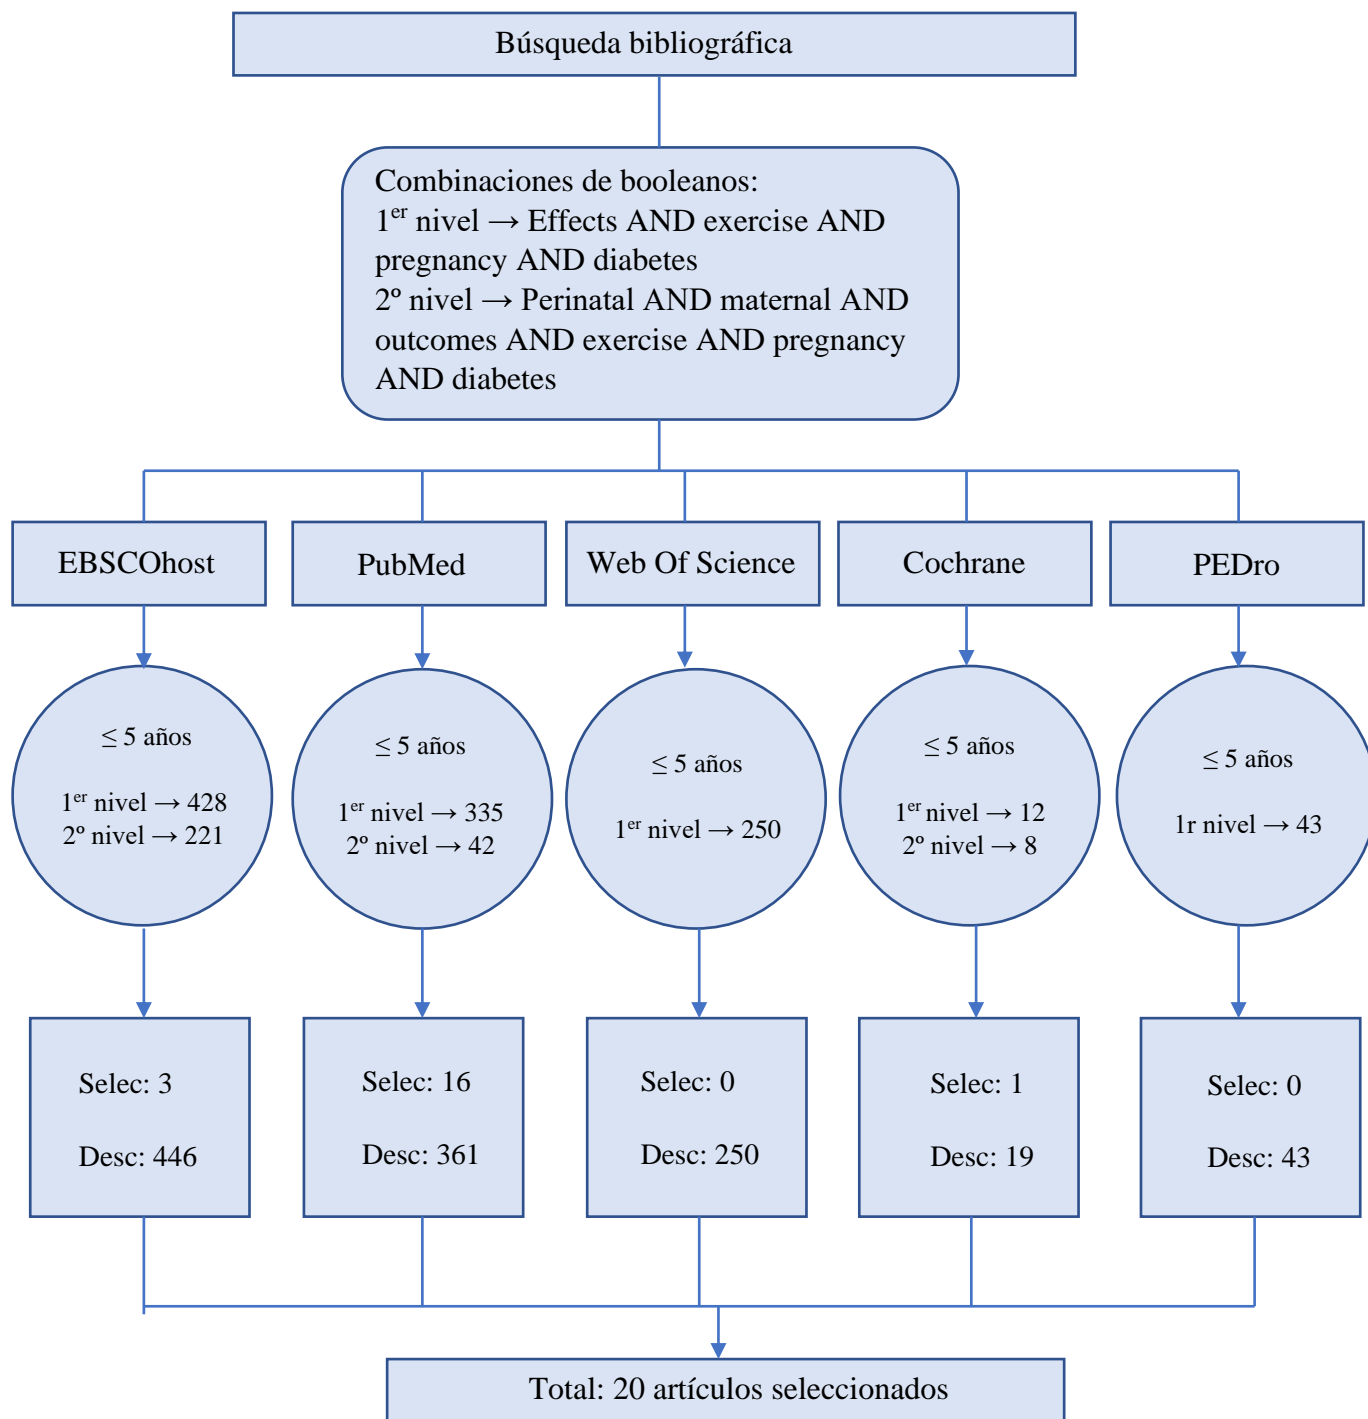 Búsqueda bibliográfica
Combinaciones de booleanos:
1er nivel → Effects AND exercise AND
pregnancy AND diabetes
2º nivel → Perinatal AND maternal AND
outcomes AND exercise AND pregnancy
AND diabetes
EBSCOhost
PubMed
Web Of Science
Cochrane
PEDro
≤ 5 años
1er nivel → 428
2º nivel → 221
≤ 5 años
1er nivel → 335
2º nivel → 42
≤ 5 años
1er nivel → 250
≤ 5 años
1er nivel → 12
2º nivel → 8
≤ 5 años
1r nivel → 43
Selec: 3
Desc: 446
Selec: 16
Desc: 361
Selec: 0
Desc: 250
Selec: 1
Desc: 19
Selec: 0
Desc: 43
Total: 20 artículos seleccionados